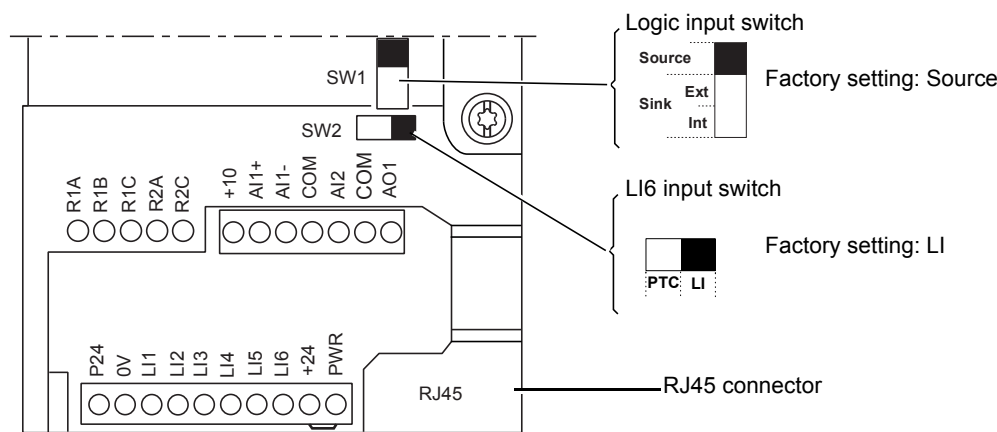 Logic input switch
SW1
Source
Sink
Ext
Int
Factory setting: Source
SW2
LI6 input switch
PTC LI
Factory setting: LI
R1A
R1B
R1C
R2A
R2C
+10
AI1+
AI1-
COM
AI2
COM
AO1
P24
0V
LI1
LI2
LI3
LI4
LI5
LI6
+24
PWR
RJ45
RJ45 connector